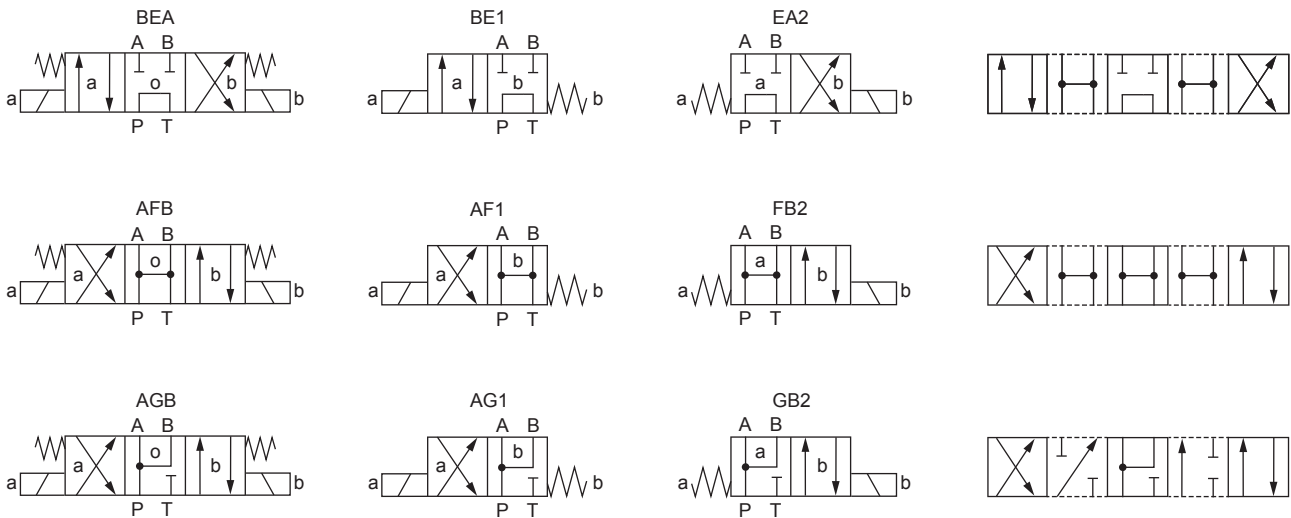 BEA BE1 EA2
A B A B A B
a a o b b a b b a a b b
P T P T P T
AFB AF1 FB2
A B A B A B
a a o b b a a b b a a b b
P T P T P T
AGB AG1 GB2
A B A B A B
a a o b b a a b b a a b b
P T P T P T